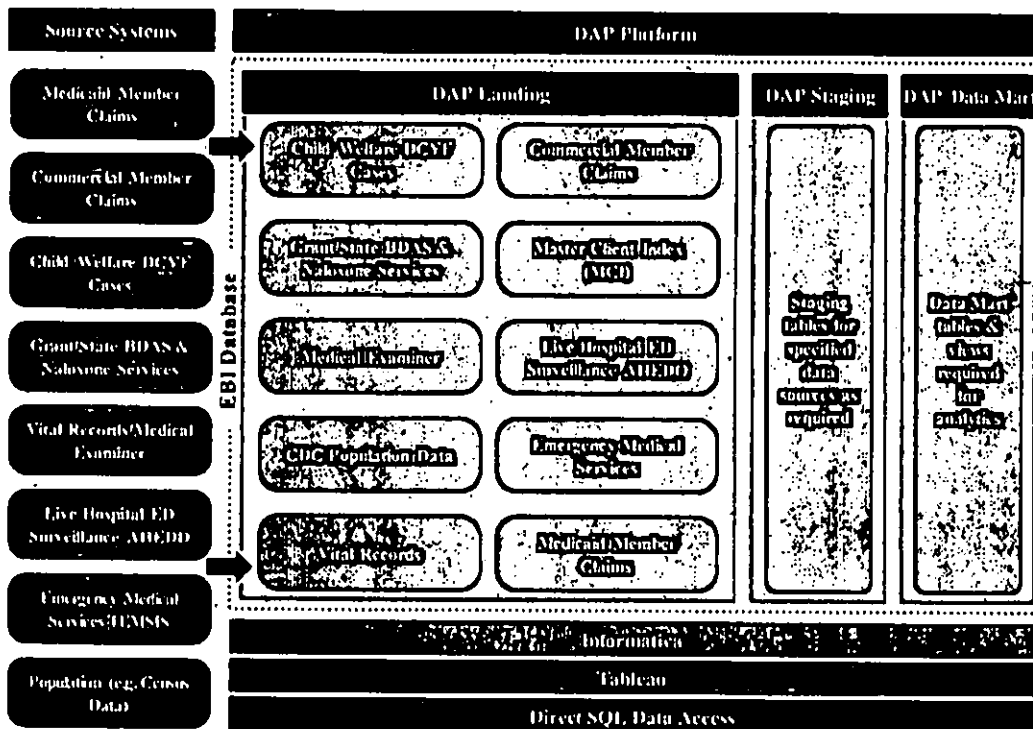 Source Systems
Medicaid Member
Claims
Commercial Member
Claims
Child Welfare DCYF
Cases
Grant/State BDAS &
Naloxone Services
Vital Records/Medical
Examiner
Live Hospital ED
Surveillance AHEDD
Emergency Medical
Services/TEMSIS
Population (e.g. Census
Data)
DAP Platform
EBI Database
DAP Landing
Child Welfare DCYF
Cases
Commercial Member
Claims
Grant/State BDAS &
Naloxone Services
Master Client Index
(MCI)
Medical Examiner
Live Hospital ED
Surveillance AHEDD
CDC Population Data
Emergency Medical
Services
Vital Records
Medicaid Member
Claims
DAP Staging
Staging
tables for
specified
data
sources as
required
DAP Data Mart
Data Mart
tables &
views
required
for
analytics
Informatica
Tableau
Direct SQL Data Access